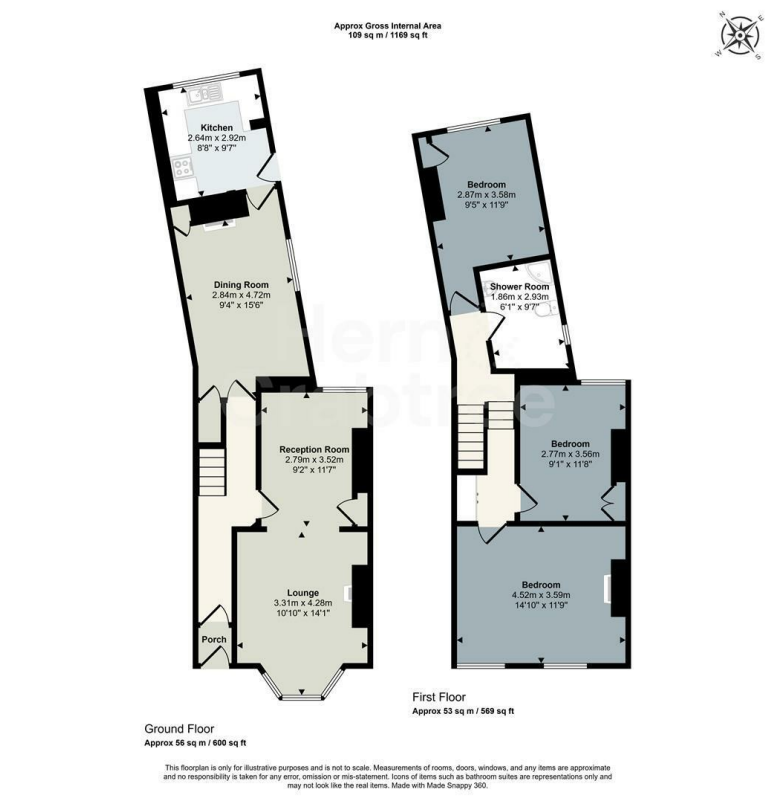 Approx Gross Internal Area
109 sq m / 1169 sq ft
N
E
S
W
Kitchen
2.64m x 2.92m
8'8" x 9'7"
Dining Room
2.84m x 4.72m
9'4" x 15'6"
Reception Room
2.79m x 3.52m
9'2" x 11'7"
Lounge
3.31m x 4.28m
10'10" x 14'1"
Porch
Ground Floor
Approx 56 sq m / 600 sq ft
Bedroom
2.87m x 3.58m
9'5" x 11'9"
Shower Room
1.86m x 2.93m
6'1" x 9'7"
Bedroom
2.77m x 3.56m
9'1" x 11'8"
Bedroom
4.52m x 3.59m
14'10" x 11'9"
First Floor
Approx 53 sq m / 569 sq ft
Hern &
Crabtree
This floorplan is only for illustrative purposes and is not to scale. Measurements of rooms, doors, windows, and any items are approximate
and no responsibility is taken for any error, omission or mis-statement. Icons of items such as bathroom suites are representations only and
may not look like the real items. Made with Made Snappy 360.